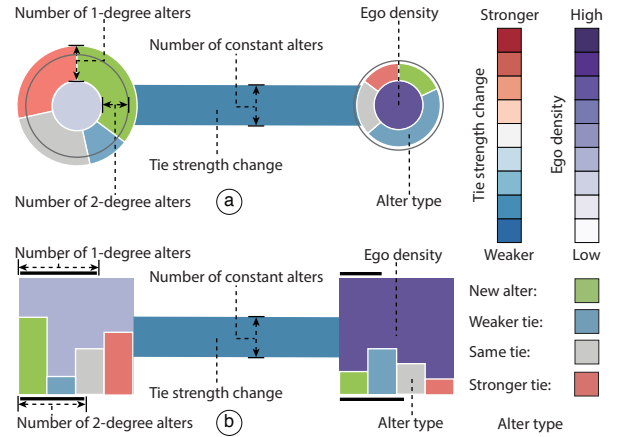 Number of 1-degree alters
Number of constant alters
Ego density
Tie strength change
Number of 2-degree alters
a
Alter type
Stronger
High
Tie strength change
Ego density
Weaker
Low
Number of 1-degree alters
Number of constant alters
Ego density
Tie strength change
Number of 2-degree alters
b
Alter type
New alter:
Weaker tie:
Same tie:
Stronger tie:
Alter type